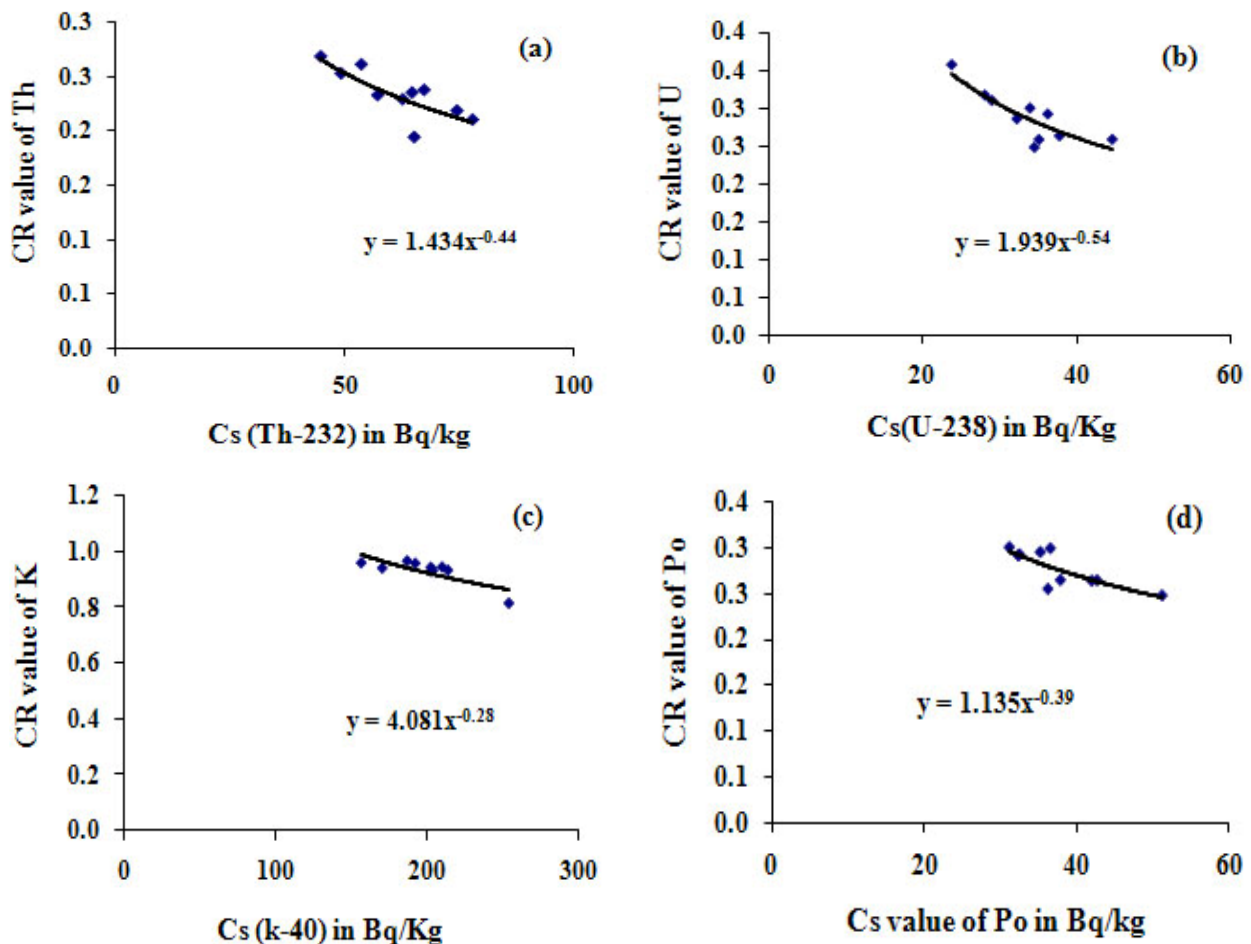 (a)
CR value of Th
0.3
0.3
0.2
0.2
0.1
0.1
0.0
y = 1.434x^-0.44
0 50 100
Cs (Th-232) in Bq/kg
(b)
CR value of U
0.4
0.4
0.3
0.3
0.2
0.2
0.1
0.1
0.0
y = 1.939x^-0.54
0 20 40 60
Cs(U-238) in Bq/Kg
(c)
CR value of K
1.2
1.0
0.8
0.6
0.4
0.2
0.0
y = 4.081x^-0.28
0 100 200 300
Cs (k-40) in Bq/Kg
(d)
CR value of Po
0.4
0.3
0.3
0.2
0.2
0.1
0.1
0.0
y = 1.135x^-0.39
0 20 40 60
Cs value of Po in Bq/kg